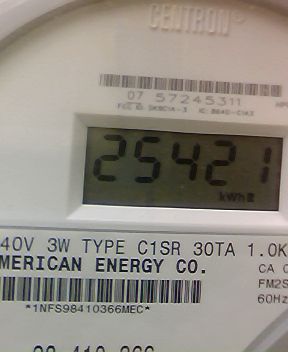 CENTRON®
07 57245311
25421
kWh
40V 3W TYPE C1SR 30TA 1.0K
MERICAN ENERGY CO.
CA 0
FM2S
60Hz
*1NFS98410366MEC*